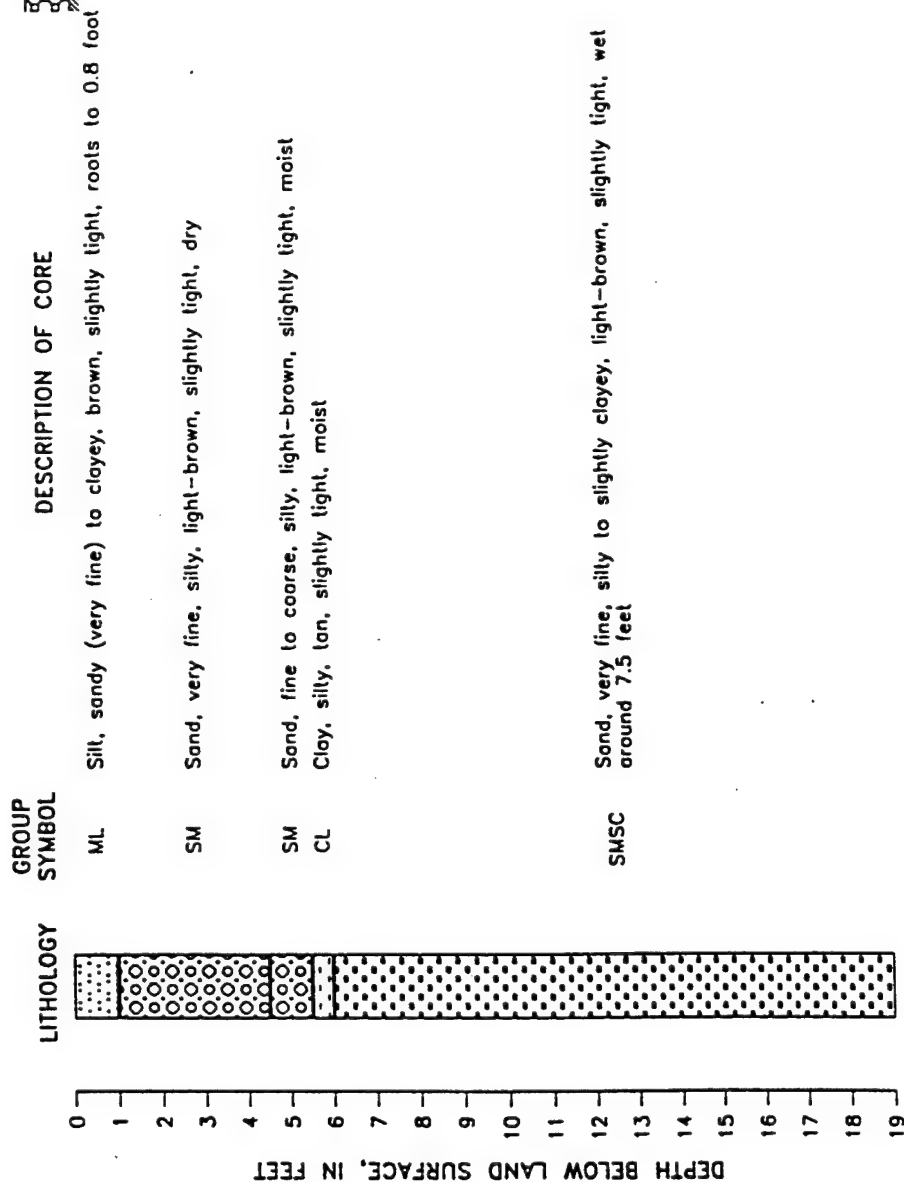 LITHOLOGY
GROUP
SYMBOL
DESCRIPTION OF CORE
ML
Silt, sandy (very fine) to clayey, brown, slightly tight, roots to 0.8 foot
SM
Sand, very fine, silty, light-brown, slightly tight, dry
SM
Sand, fine to coarse, silty, light-brown, slightly tight, moist
CL
Clay, silty, tan, slightly tight, moist
SMSC
Sand, very fine, silty to slightly clayey, light-brown, slightly tight, wet
around 7.5 feet
DEPTH BELOW LAND SURFACE, IN FEET
0
1
2
3
4
5
6
7
8
9
10
11
12
13
14
15
16
17
18
19